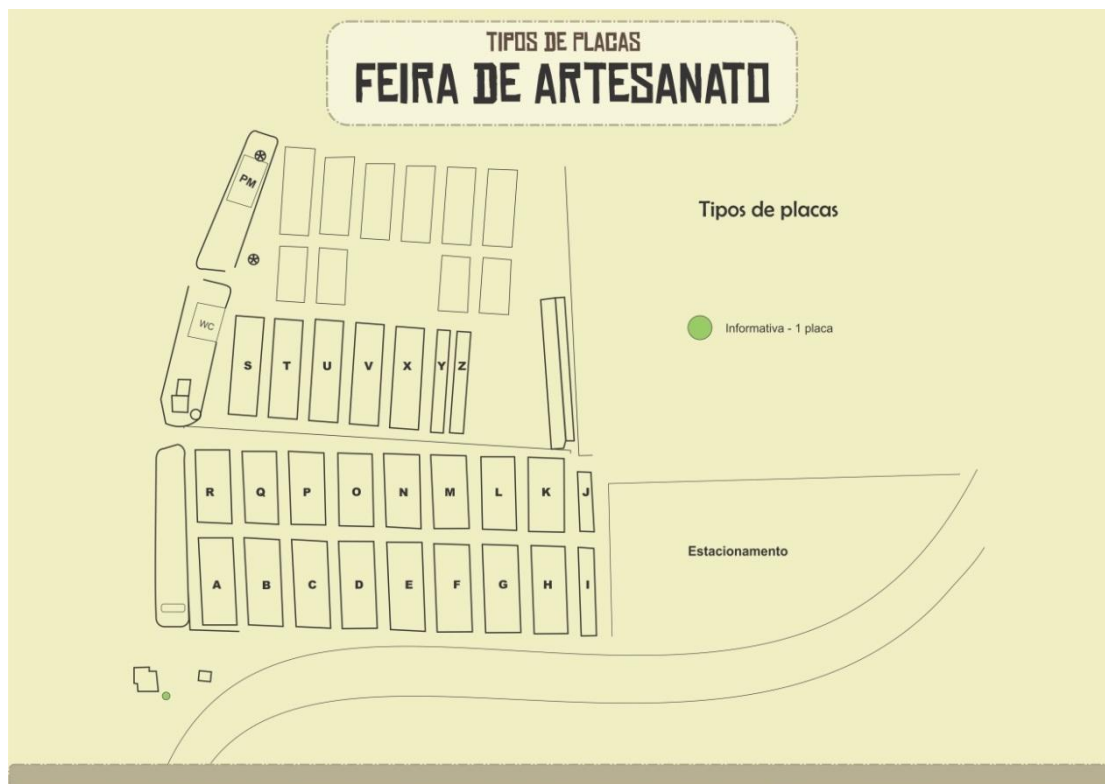 TIPOS DE PLACAS
FEIRA DE ARTESANATO
PM
Tipos de placas
WC
Informativa - 1 placa
S T U V X Y Z
R Q P O N M L K J
Estacionamento
A B C D E F G H I